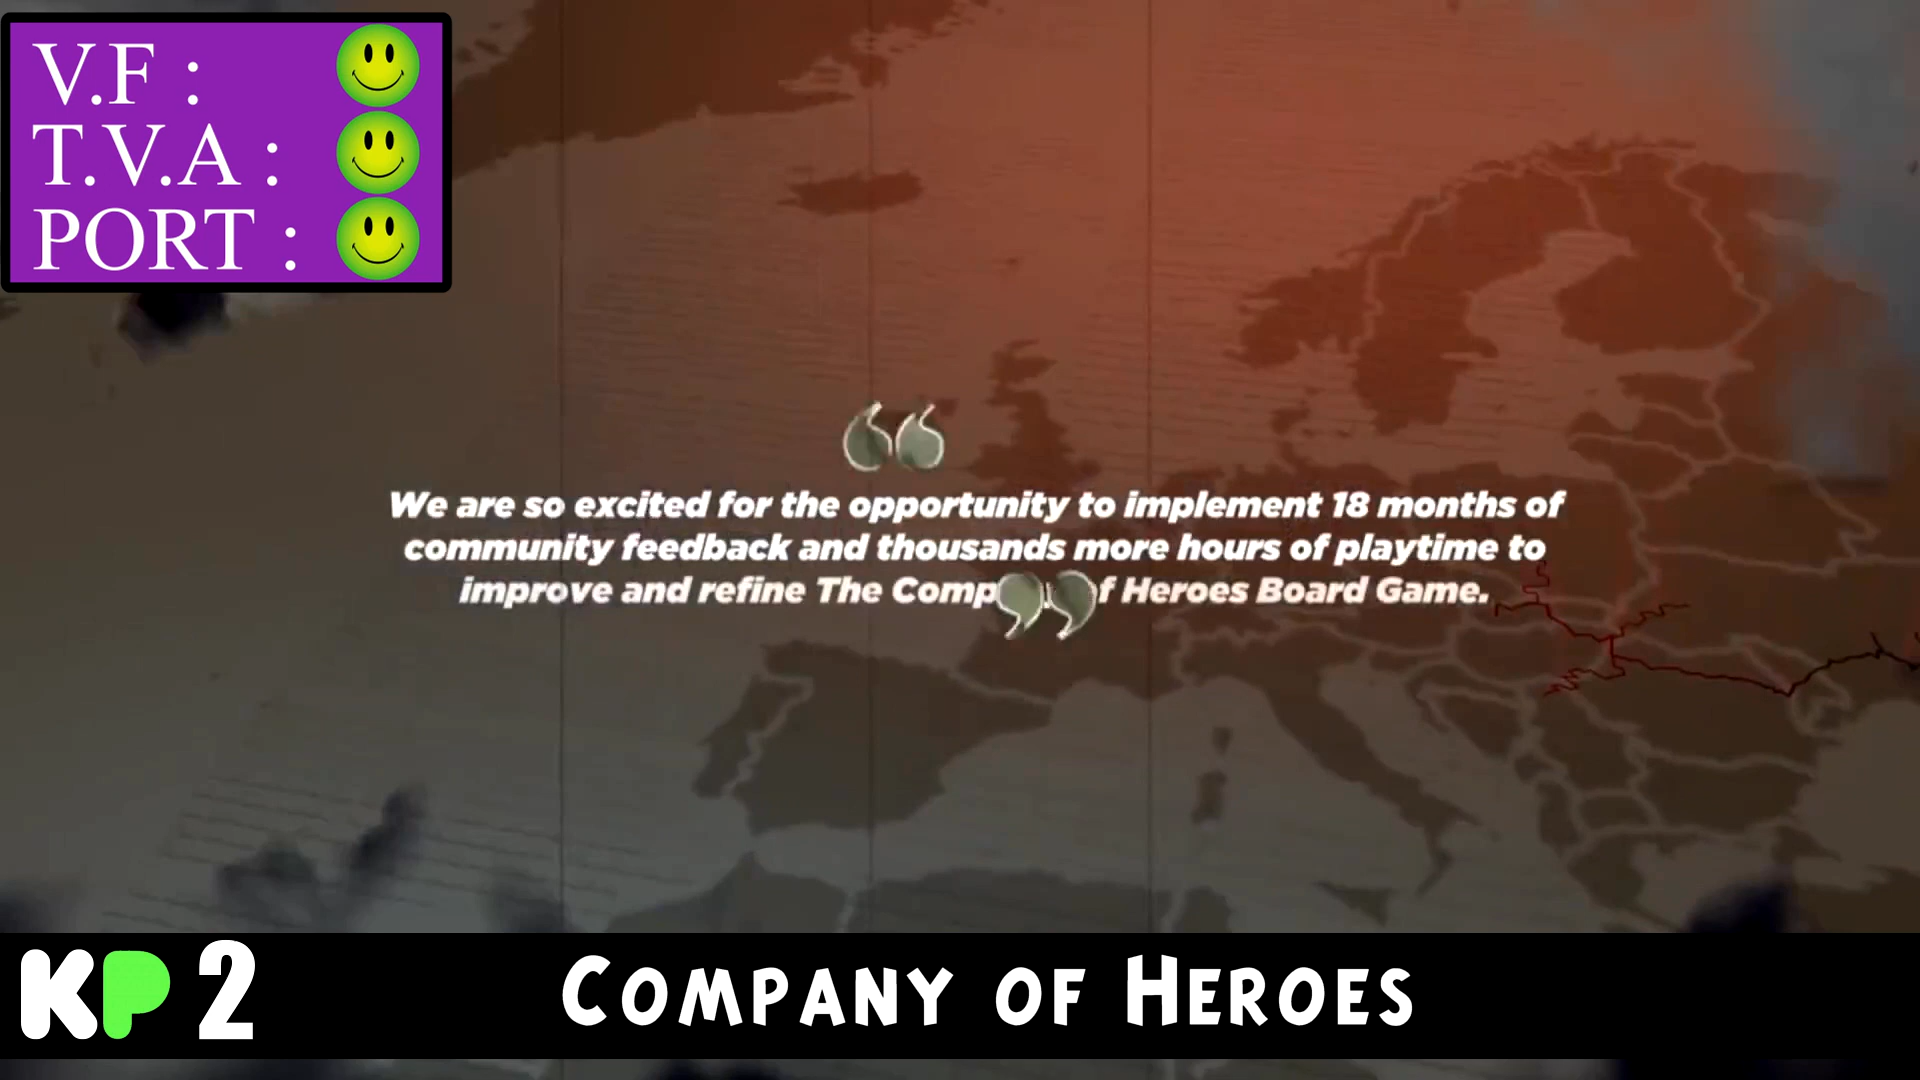 V.F :
T.V.A :
PORT :
“
We are so excited for the opportunity to implement 18 months of
community feedback and thousands more hours of playtime to
improve and refine The Comp f Heroes Board Game.
”
KP 2
COMPANY OF HEROES